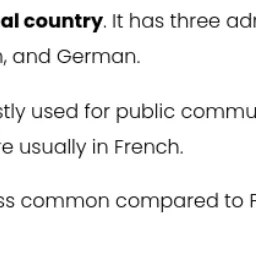 al country. It has three ad
, and German.
stly used for public commu
re usually in French.
ss common compared to F